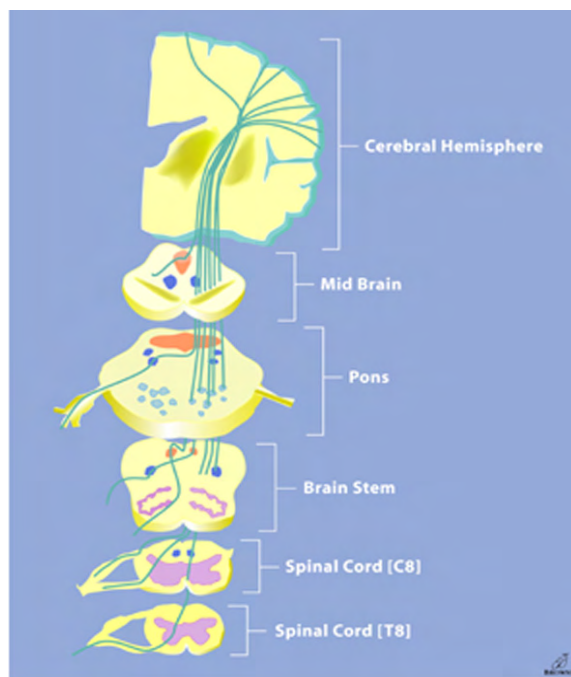 Cerebral Hemisphere
Mid Brain
Pons
Brain Stem
Spinal Cord [C8]
Spinal Cord [T8]